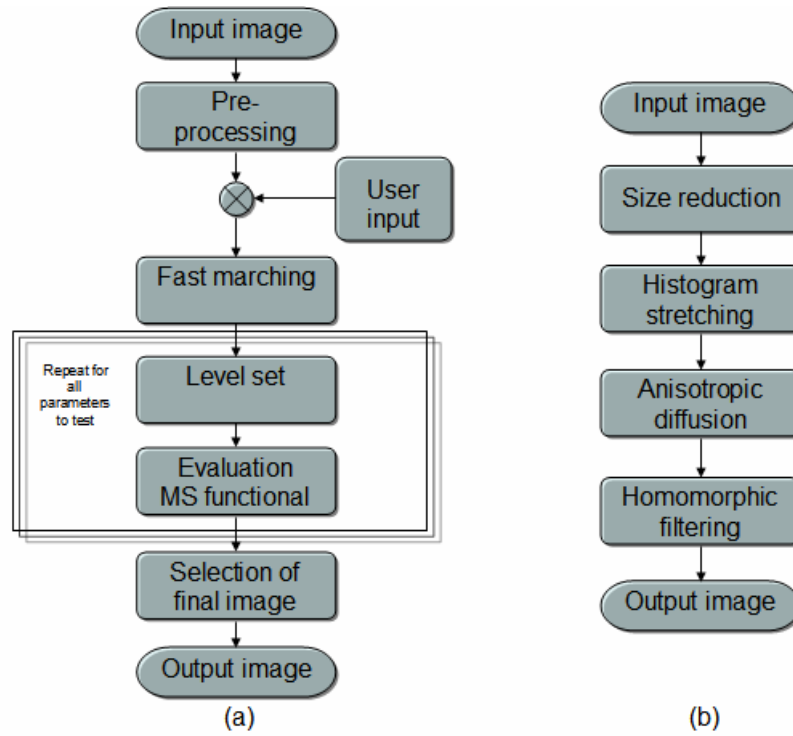 Input image
Pre-
processing
User
input
Fast marching
Repeat for
all
parameters
to test
Level set
Evaluation
MS functional
Selection of
final image
Output image
(a)
Input image
Size reduction
Histogram
stretching
Anisotropic
diffusion
Homomorphic
filtering
Output image
(b)